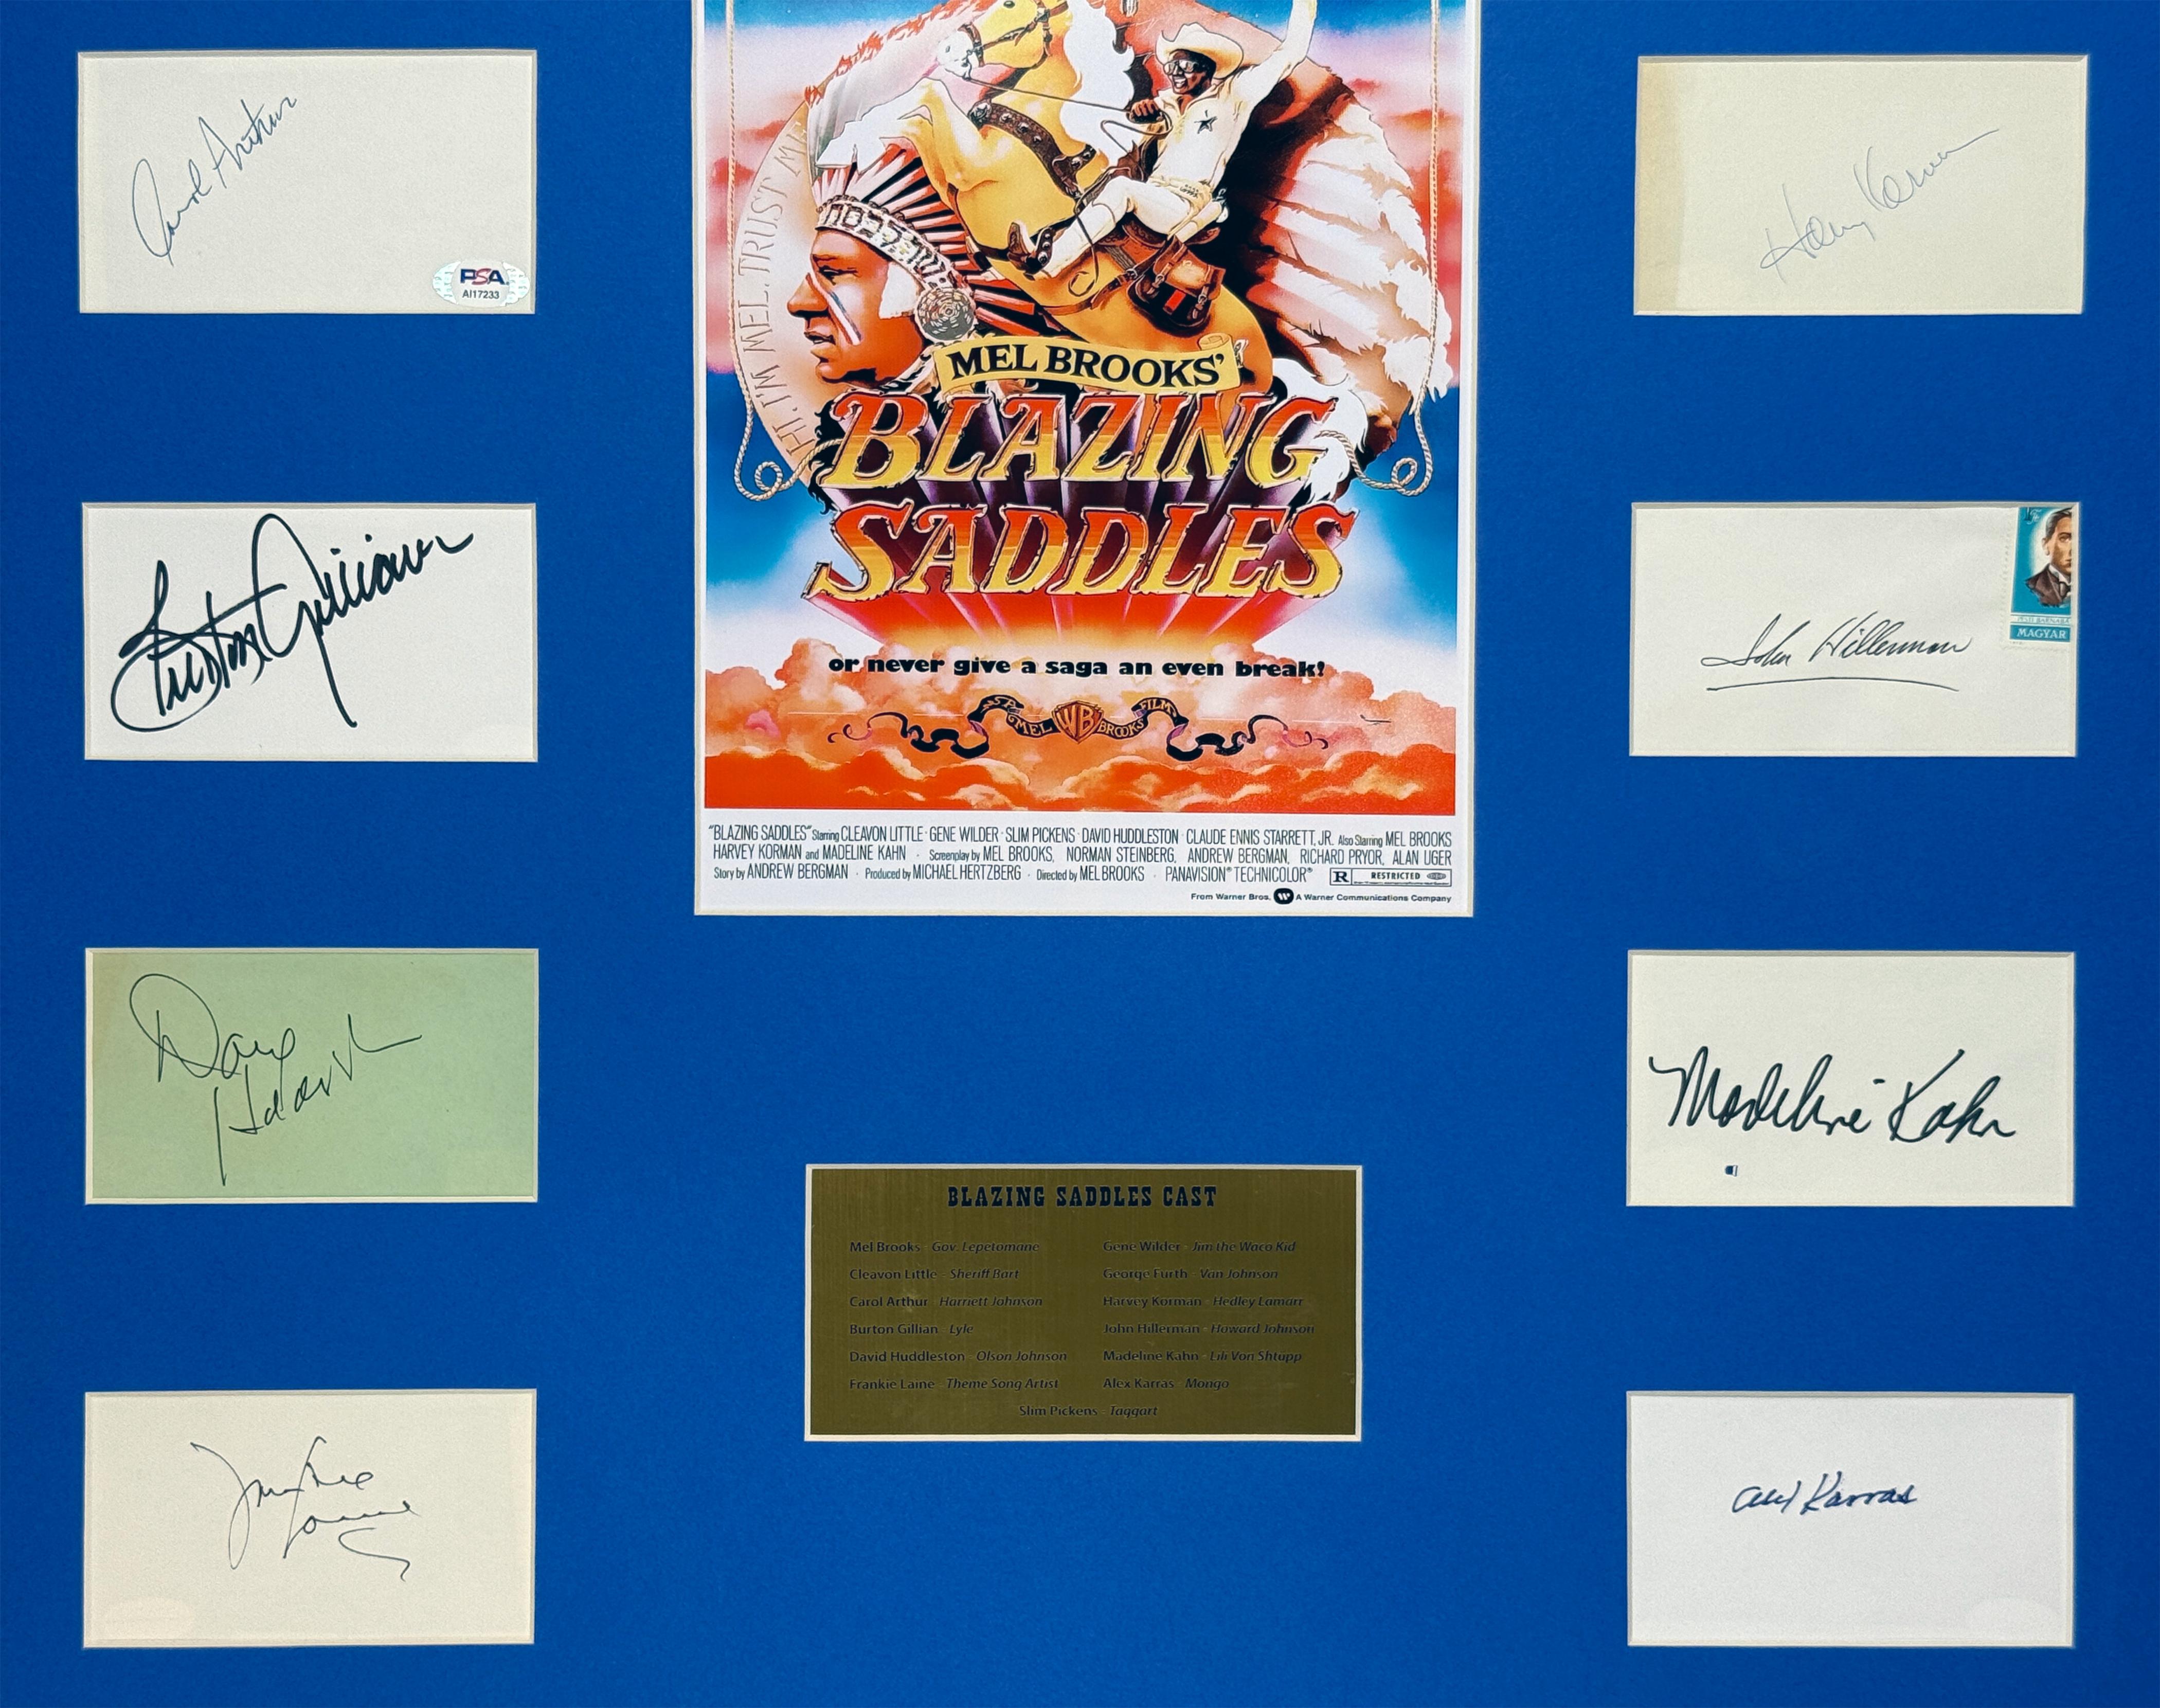 Carol Arthur
PSA
AI17233
Burton Gilliam
Dave
Huddleston
Frankie
Laine
HI, I'M MEL, TRUST ME
MEL BROOKS'
BLAZING
SADDLES
or never give a saga an even break!
MEL WB BROOKS FILM
"BLAZING SADDLES" Starring CLEAVON LITTLE · GENE WILDER · SLIM PICKENS · DAVID HUDDLESTON · CLAUDE ENNIS STARRETT, JR. Also Starring MEL BROOKS
HARVEY KORMAN and MADELINE KAHN · Screenplay by MEL BROOKS, NORMAN STEINBERG, ANDREW BERGMAN, RICHARD PRYOR, ALAN UGER
Story by ANDREW BERGMAN · Produced by MICHAEL HERTZBERG · Directed by MEL BROOKS · PANAVISION® TECHNICOLOR® R RESTRICTED
From Warner Bros. A Warner Communications Company
BLAZING SADDLES CAST
Mel Brooks - Gov. Lepetomane
Gene Wilder - Jim the Waco Kid
Cleavon Little - Sheriff Bart
George Furth - Van Johnson
Carol Arthur - Harriett Johnson
Harvey Korman - Hedley Lamarr
Burton Gillian - Lyle
John Hillerman - Howard Johnson
David Huddleston - Olson Johnson
Madeline Kahn - Lili Von Shtupp
Frankie Laine - Theme Song Artist
Alex Karras - Mongo
Slim Pickens - Taggart
Harvey Korman
John Hillerman
MAGYAR
Madeline Kahn
Alex Karras